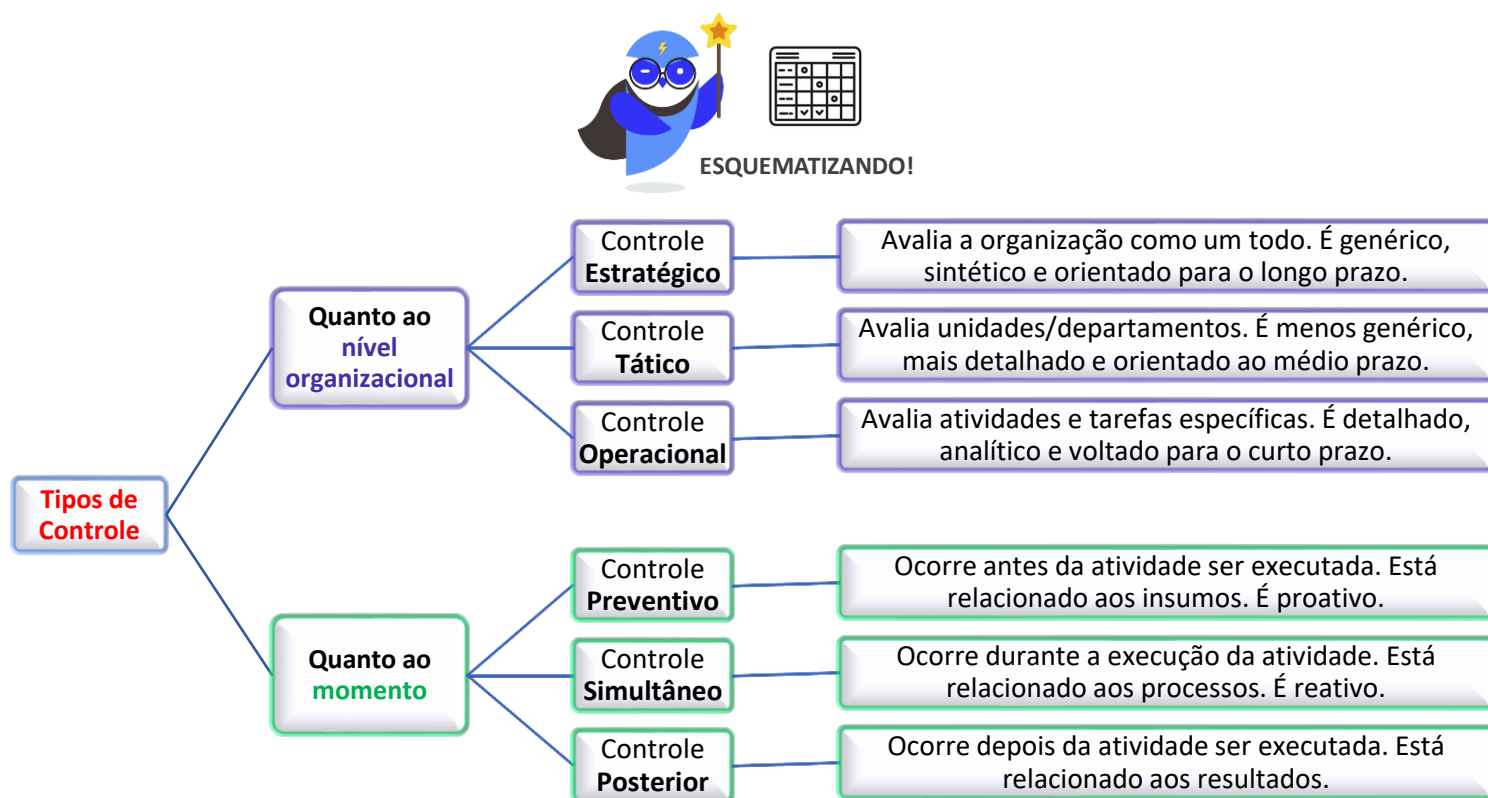 ESQUEMATIZANDO!
Tipos de
Controle
Quanto ao
nível
organizacional
Controle
Estratégico
Avalia a organização como um todo. É genérico,
sintético e orientado para o longo prazo.
Controle
Tático
Avalia unidades/departamentos. É menos genérico,
mais detalhado e orientado ao médio prazo.
Controle
Operacional
Avalia atividades e tarefas específicas. É detalhado,
analítico e voltado para o curto prazo.
Quanto ao
momento
Controle
Preventivo
Ocorre antes da atividade ser executada. Está
relacionado aos insumos. É proativo.
Controle
Simultâneo
Ocorre durante a execução da atividade. Está
relacionado aos processos. É reativo.
Controle
Posterior
Ocorre depois da atividade ser executada. Está
relacionado aos resultados.